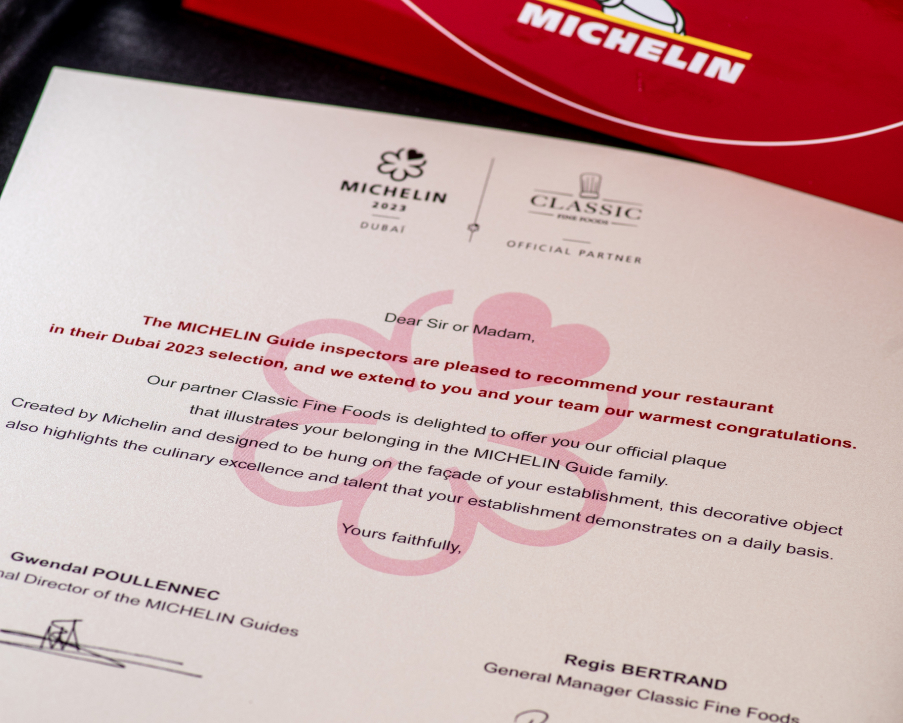 MICHELIN
MICHELIN
2023
DUBAÏ
CLASSIC
FINE FOODS
OFFICIAL PARTNER
Dear Sir or Madam,
The MICHELIN Guide inspectors are pleased to recommend your restaurant
in their Dubai 2023 selection, and we extend to you and your team our warmest congratulations.
Our partner Classic Fine Foods is delighted to offer you our official plaque
that illustrates your belonging in the MICHELIN Guide family.
Created by Michelin and designed to be hung on the façade of your establishment, this decorative object
also highlights the culinary excellence and talent that your establishment demonstrates on a daily basis.
Yours faithfully,
Gwendal POULLENNEC
Director of the MICHELIN Guides
Regis BERTRAND
General Manager Classic Fine Foods